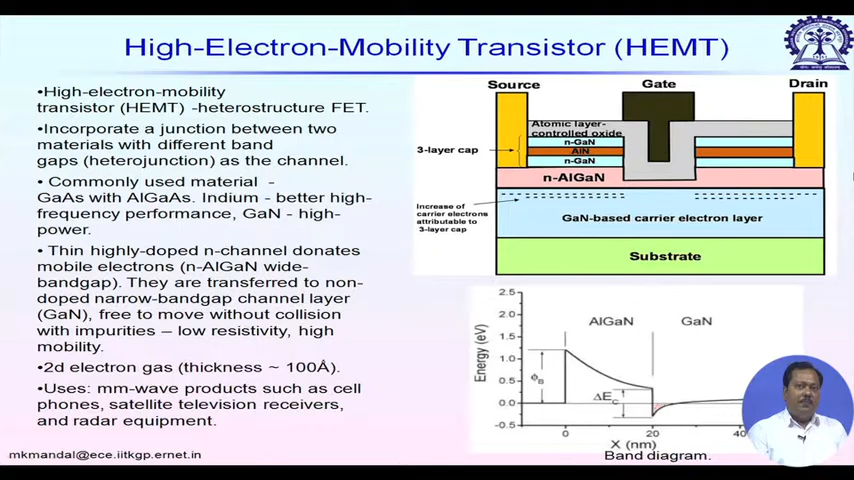 High-Electron-Mobility Transistor (HEMT)
•High-electron-mobility
transistor (HEMT) -heterostructure FET.
•Incorporate a junction between two
materials with different band
gaps (heterojunction) as the channel.
• Commonly used material -
GaAs with AlGaAs. Indium - better high-
frequency performance, GaN - high-
power.
• Thin highly-doped n-channel donates
mobile electrons (n-AlGaN wide-
bandgap). They are transferred to non-
doped narrow-bandgap channel layer
(GaN), free to move without collision
with impurities – low resistivity, high
mobility.
•2d electron gas (thickness ~ 100Å).
•Uses: mm-wave products such as cell
phones, satellite television receivers,
and radar equipment.
mkmandal@ece.iitkgp.ernet.in
Source Gate Drain
Atomic layer-
controlled oxide
3-layer cap
n-GaN
AlN
n-GaN
n-AlGaN
Increase of
carrier electrons
attributable to
3-layer cap
GaN-based carrier electron layer
Substrate
Energy (eV)
2.5
2.0
1.5
1.0
0.5
0.0
-0.5
AlGaN GaN
ϕB
ΔEC
0 20 40
X (nm)
Band diagram.